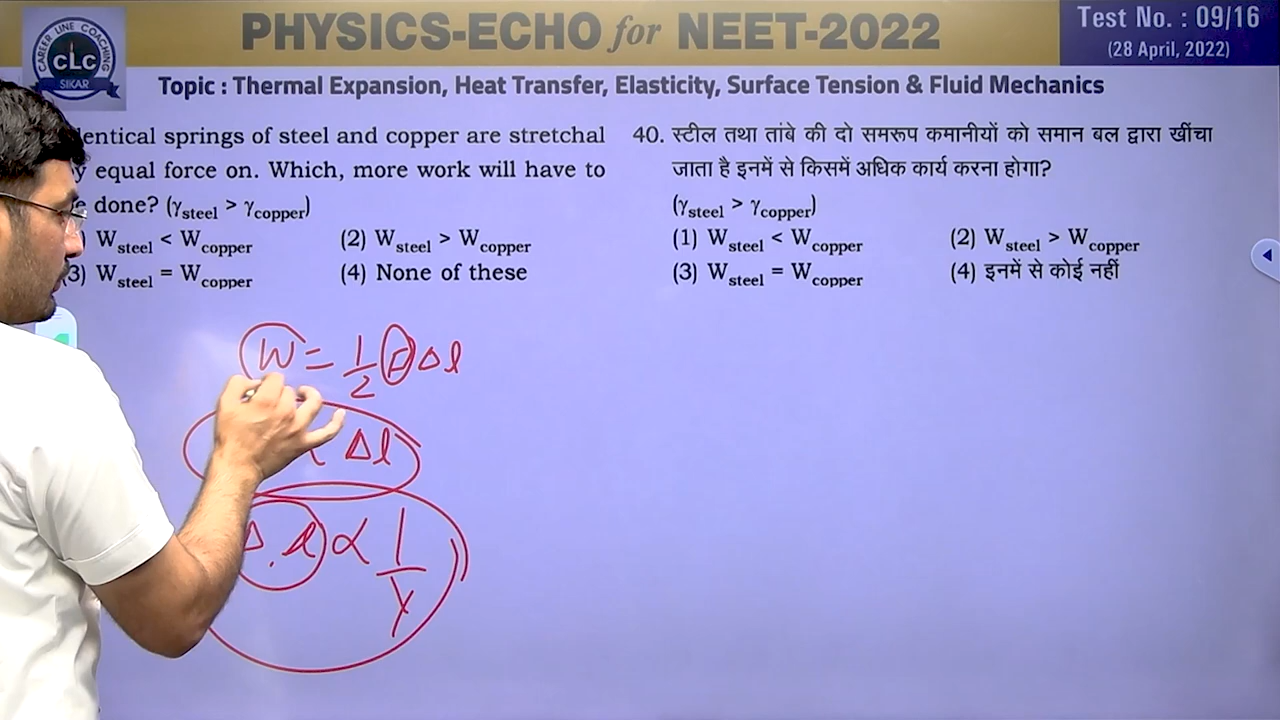 PHYSICS-ECHO for NEET-2022
Test No. : 09/16
(28 April, 2022)
CAREER LINE COACHING
CLC
SIKAR
Topic : Thermal Expansion, Heat Transfer, Elasticity, Surface Tension & Fluid Mechanics
dentical springs of steel and copper are stretchal
y equal force on. Which, more work will have to
e done? (γsteel > γcopper)
) Wsteel < Wcopper (2) Wsteel > Wcopper
3) Wsteel = Wcopper (4) None of these
40. स्टील तथा तांबे की दो समरूप कमानीयों को समान बल द्वारा खींचा
जाता है इनमें से किसमें अधिक कार्य करना होगा?
(γsteel > γcopper)
(1) Wsteel < Wcopper (2) Wsteel > Wcopper
(3) Wsteel = Wcopper (4) इनमें से कोई नहीं
W = 1/2 F Δl
Δl
Δl ∝ 1/Y